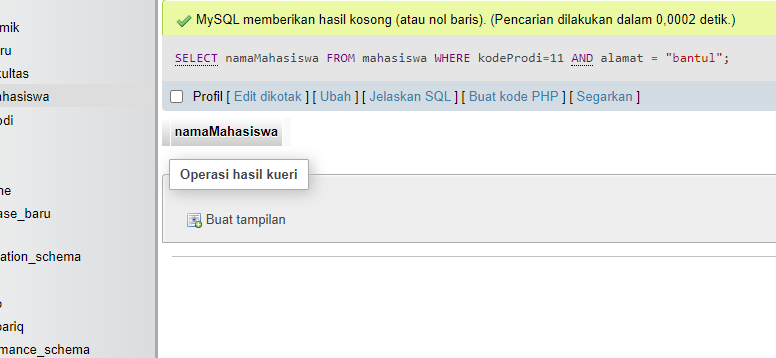 MySQL memberikan hasil kosong (atau nol baris). (Pencarian dilakukan dalam 0,0002 detik.)
SELECT namaMahasiswa FROM mahasiswa WHERE kodeProdi=11 AND alamat = "bantul";
Profil [ Edit dikotak ] [ Ubah ] [ Jelaskan SQL ] [ Buat kode PHP ] [ Segarkan ]
namaMahasiswa
Operasi hasil kueri
Buat tampilan
mik
ru
kultas
ahasiswa
odi
ne
ase_baru
ation_schema
pariq
mance_schema